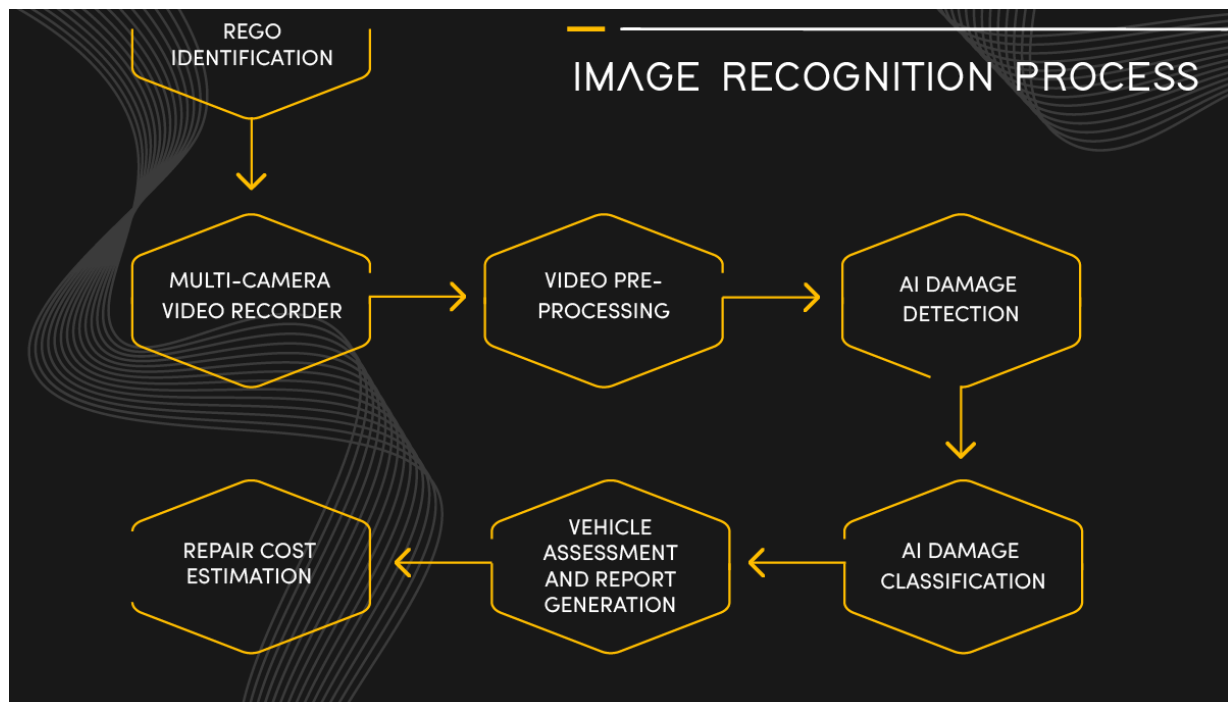 REGO
IDENTIFICATION
IMAGE RECOGNITION PROCESS
MULTI-CAMERA
VIDEO RECORDER
VIDEO PRE-
PROCESSING
AI DAMAGE
DETECTION
AI DAMAGE
CLASSIFICATION
VEHICLE
ASSESSMENT
AND REPORT
GENERATION
REPAIR COST
ESTIMATION